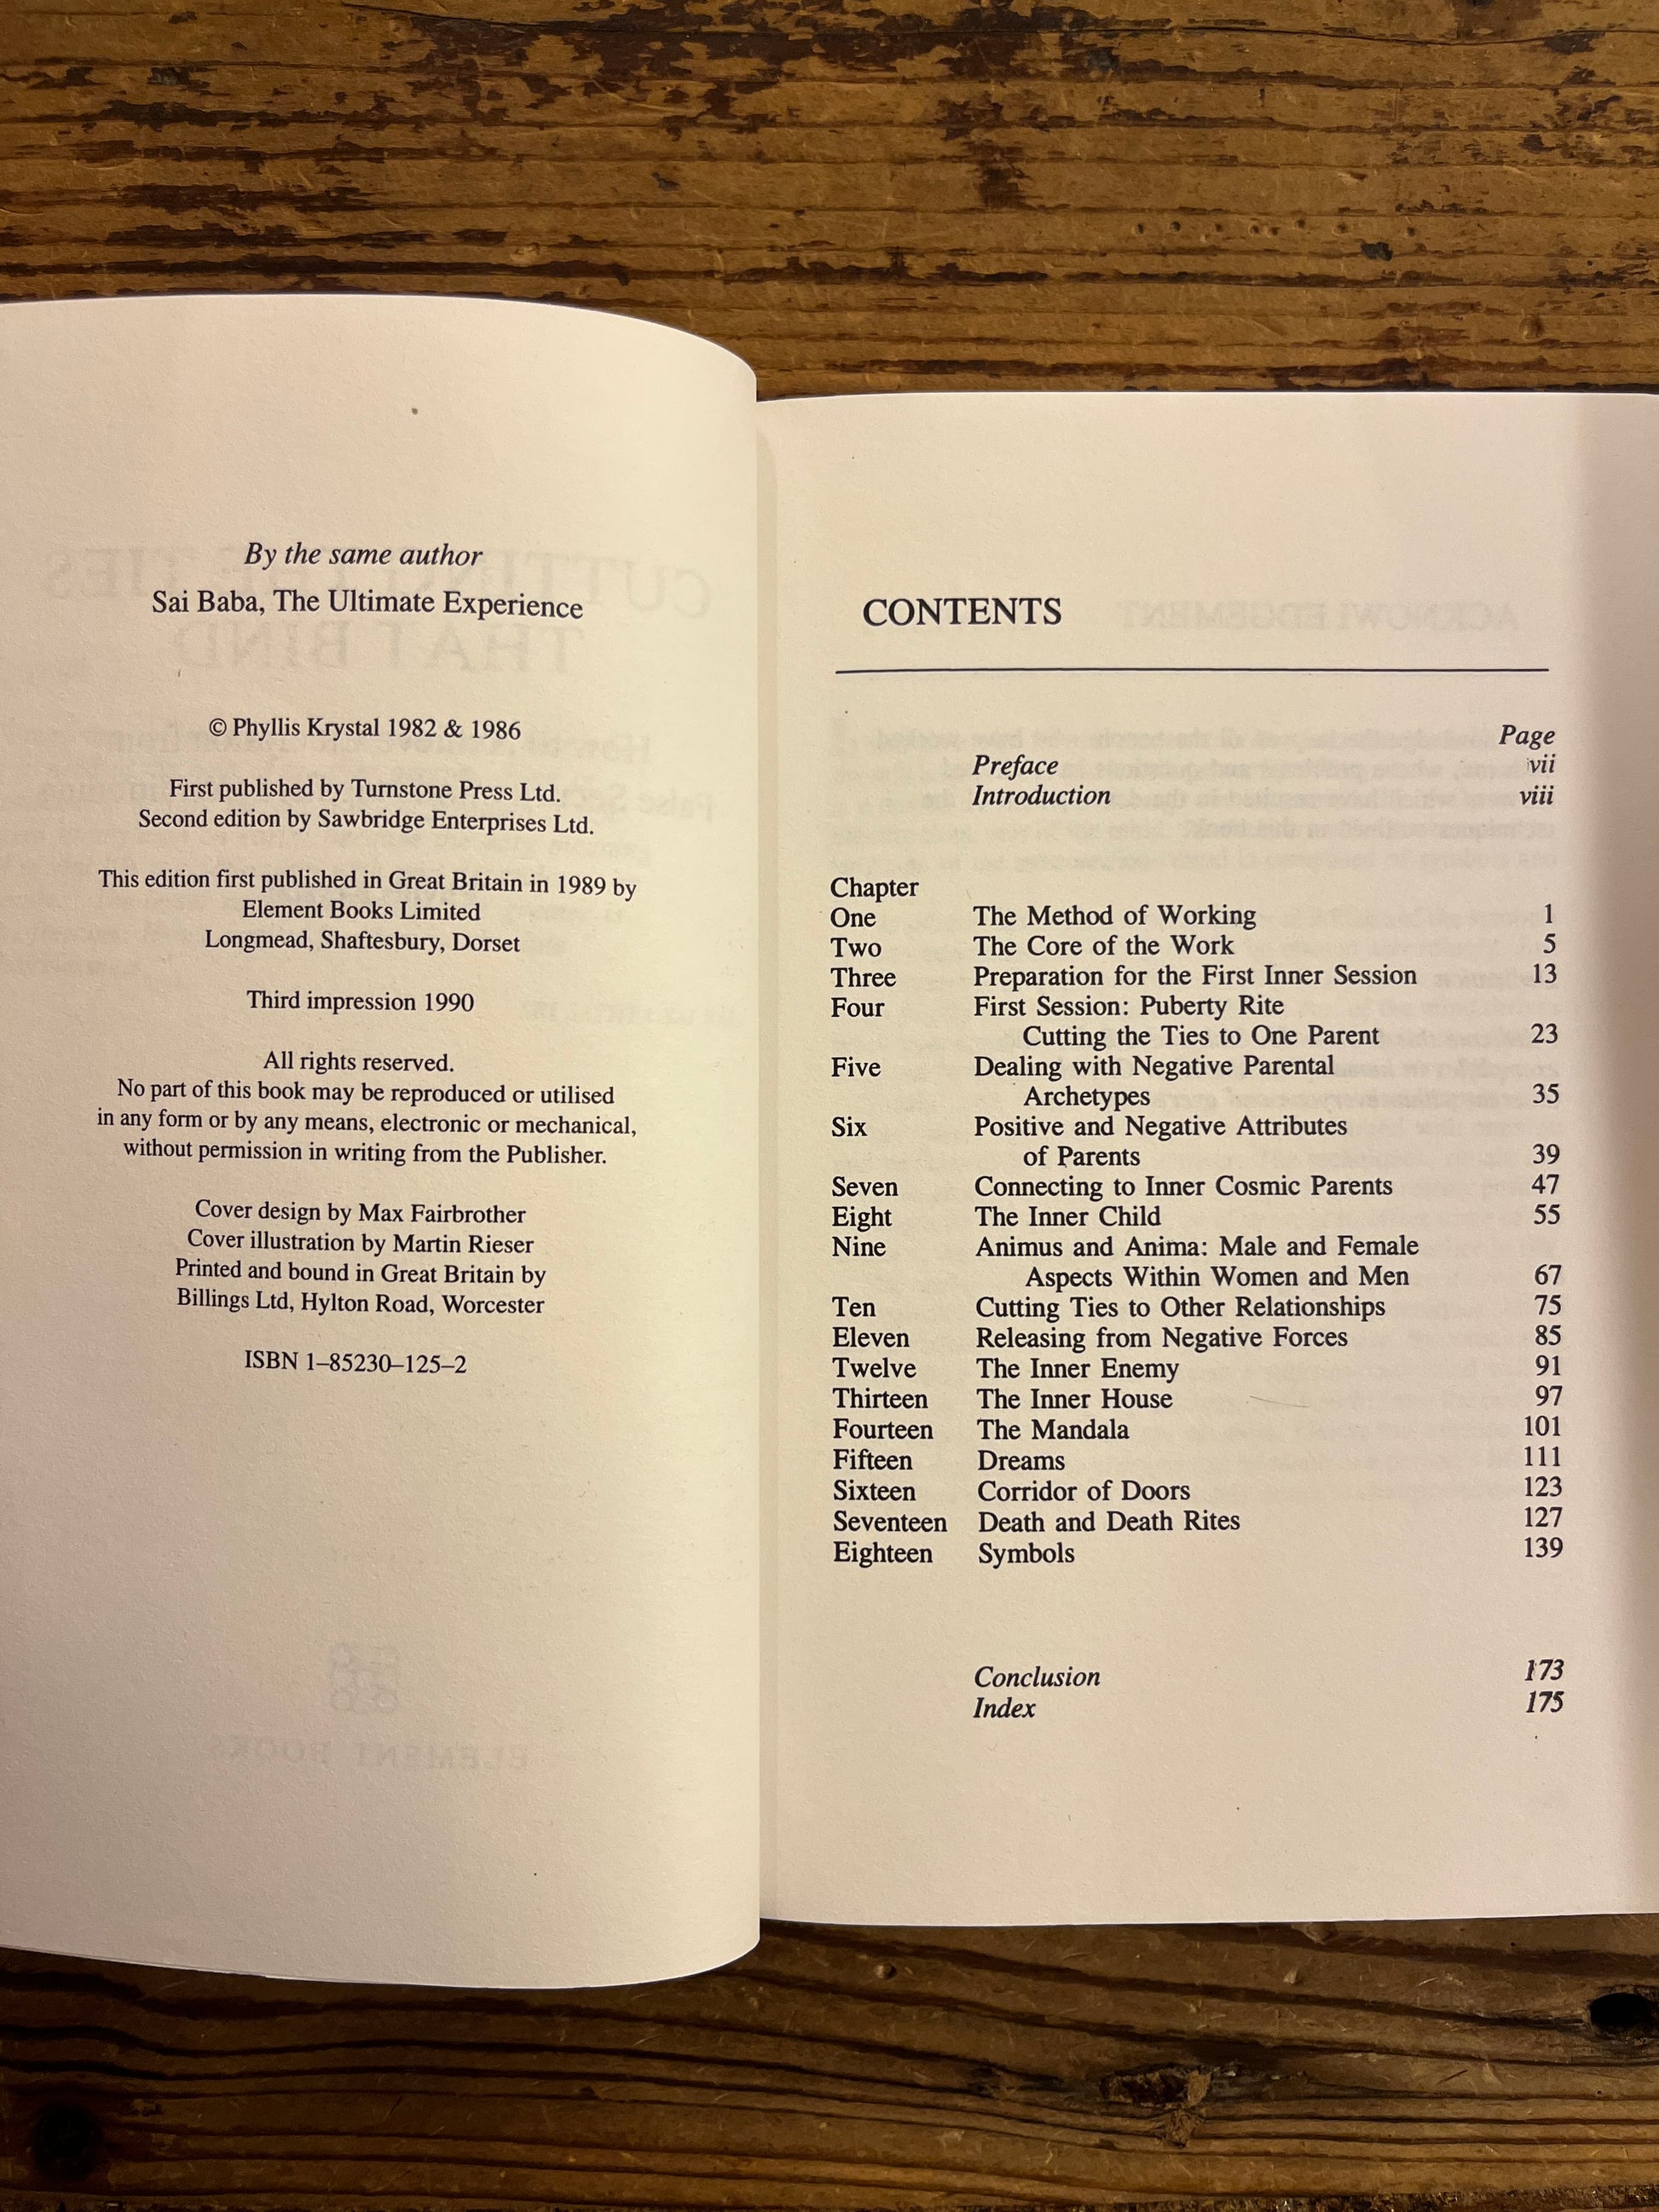 By the same author
Sai Baba, The Ultimate Experience
© Phyllis Krystal 1982 & 1986
First published by Turnstone Press Ltd.
Second edition by Sawbridge Enterprises Ltd.
This edition first published in Great Britain in 1989 by
Element Books Limited
Longmead, Shaftesbury, Dorset
Third impression 1990
All rights reserved.
No part of this book may be reproduced or utilised
in any form or by any means, electronic or mechanical,
without permission in writing from the Publisher.
Cover design by Max Fairbrother
Cover illustration by Martin Rieser
Printed and bound in Great Britain by
Billings Ltd, Hylton Road, Worcester
ISBN 1–85230–125–2
CONTENTS
Page
Preface vii
Introduction viii
Chapter
One The Method of Working 1
Two The Core of the Work 5
Three Preparation for the First Inner Session 13
Four First Session: Puberty Rite
Cutting the Ties to One Parent 23
Five Dealing with Negative Parental
Archetypes 35
Six Positive and Negative Attributes
of Parents 39
Seven Connecting to Inner Cosmic Parents 47
Eight The Inner Child 55
Nine Animus and Anima: Male and Female
Aspects Within Women and Men 67
Ten Cutting Ties to Other Relationships 75
Eleven Releasing from Negative Forces 85
Twelve The Inner Enemy 91
Thirteen The Inner House 97
Fourteen The Mandala 101
Fifteen Dreams 111
Sixteen Corridor of Doors 123
Seventeen Death and Death Rites 127
Eighteen Symbols 139
Conclusion 173
Index 175